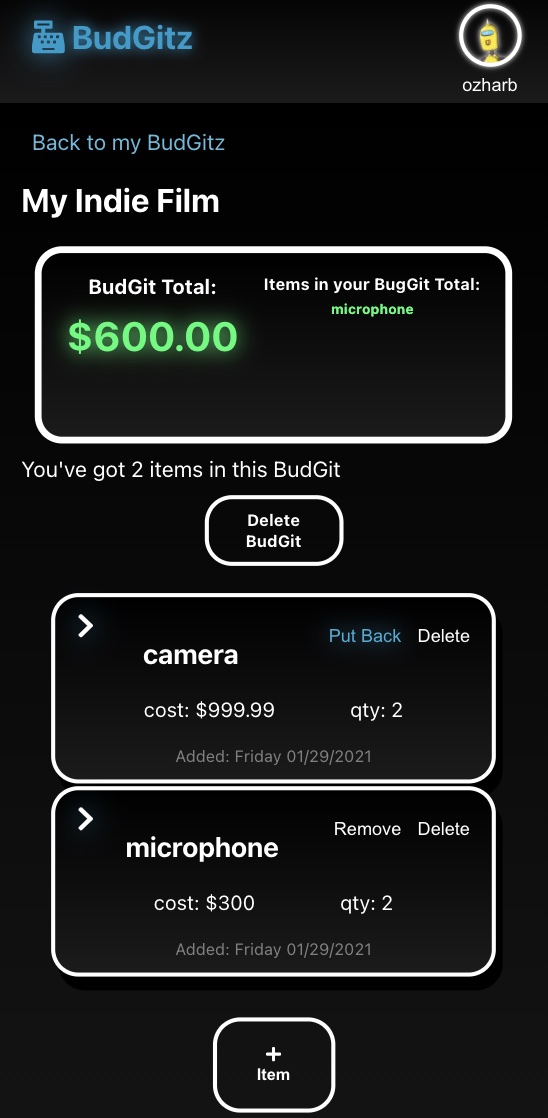 BudGitz
ozharb
Back to my BudGitz
My Indie Film
BudGit Total:
$600.00
Items in your BugGit Total:
microphone
You've got 2 items in this BudGit
Delete
BudGit
camera
Put Back
Delete
cost: $999.99
qty: 2
Added: Friday 01/29/2021
microphone
Remove
Delete
cost: $300
qty: 2
Added: Friday 01/29/2021
+
Item